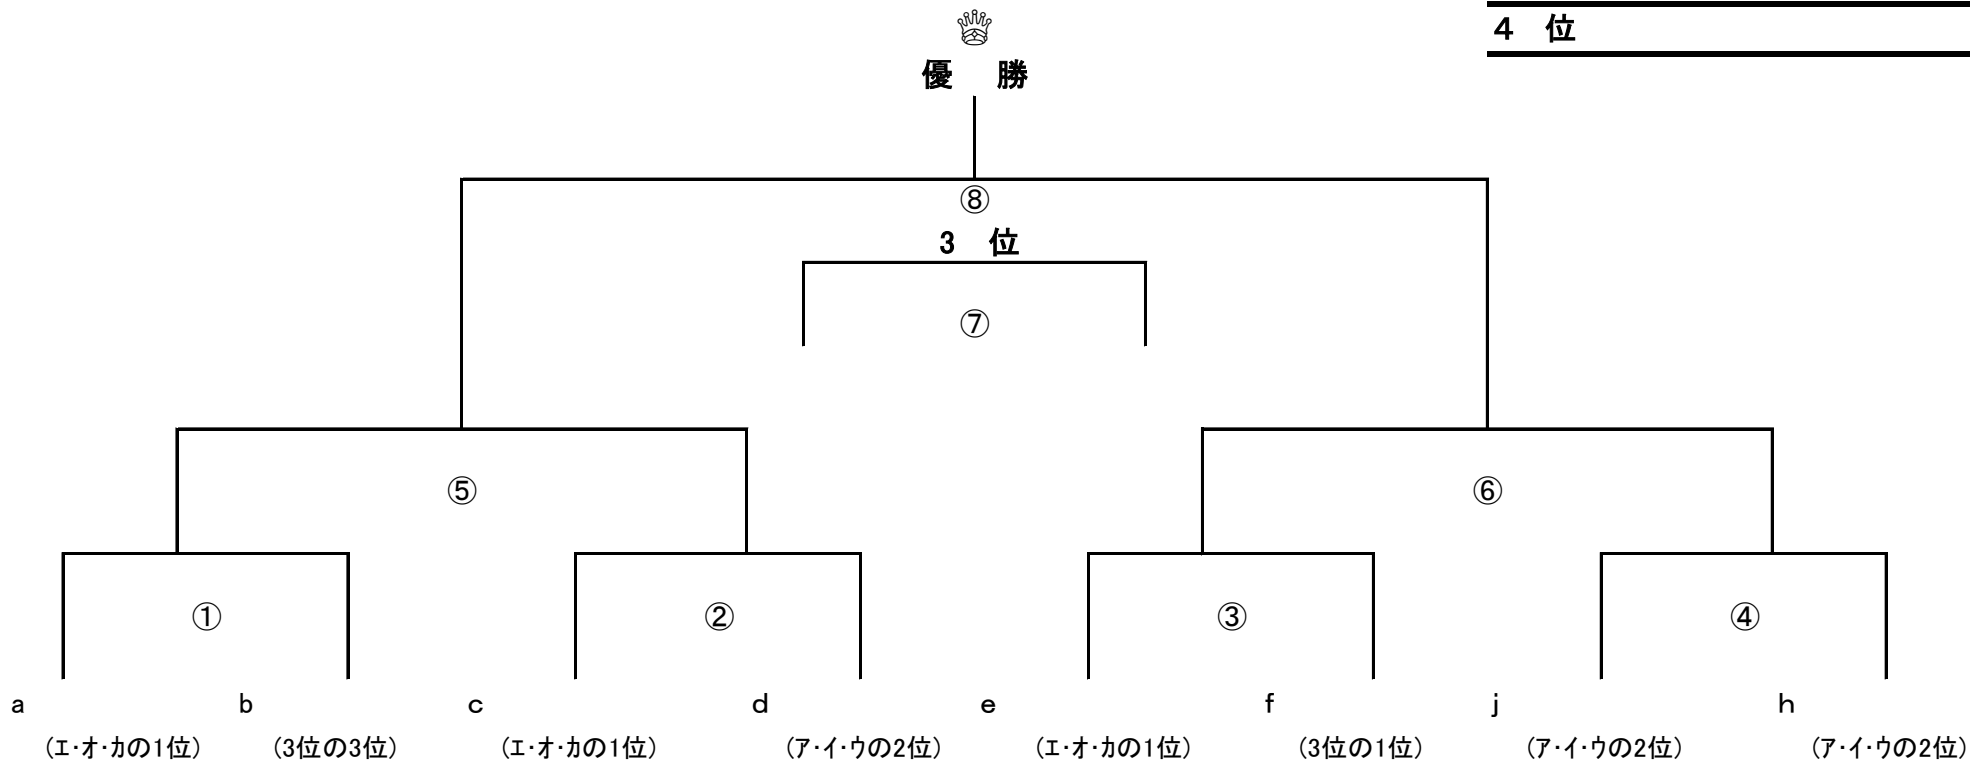 4 位
優 勝
⑧
3 位
⑦
⑤ ⑥
① ② ③ ④
a b c d e f j h
(ｴ･ｵ･ｶの1位) (3位の3位) (ｴ･ｵ･ｶの1位) (ｱ･ｲ･ｳの2位) (ｴ･ｵ･ｶの1位) (3位の1位) (ｱ･ｲ･ｳの2位) (ｱ･ｲ･ｳの2位)